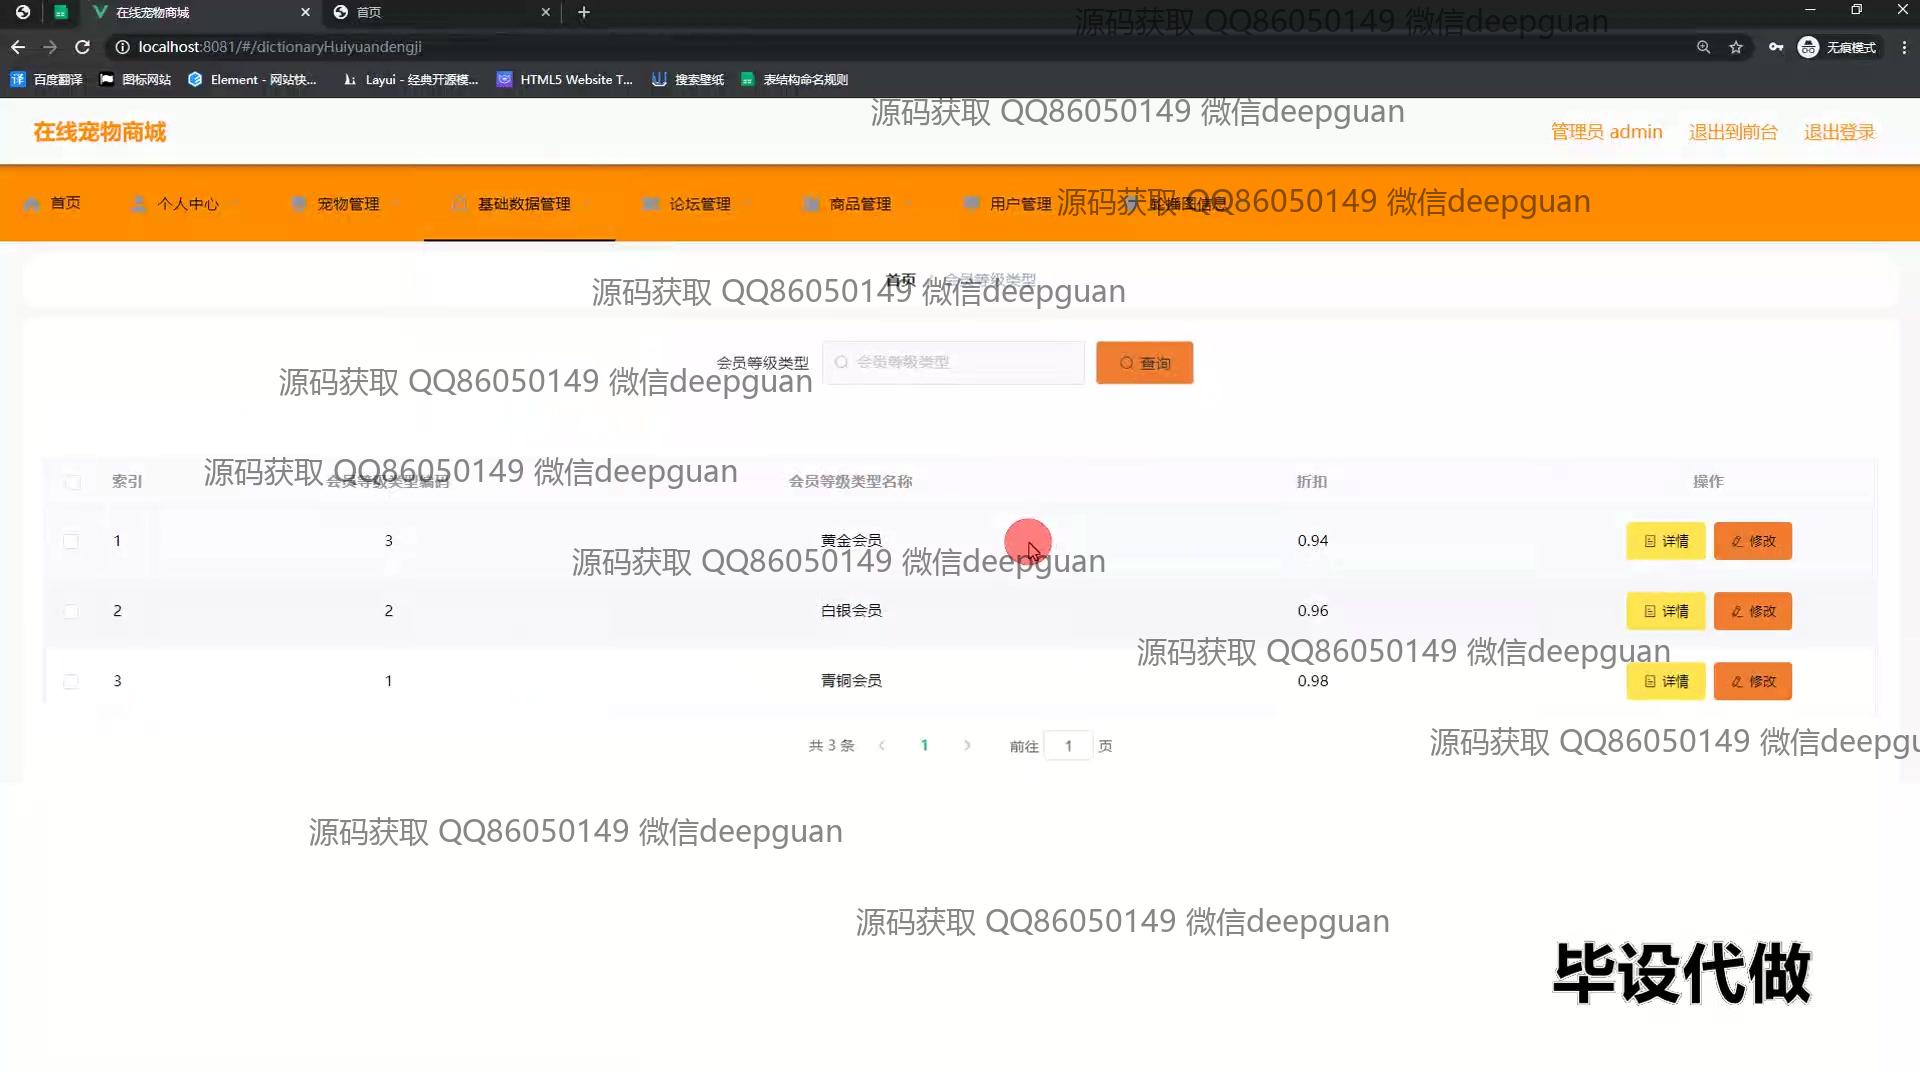 在线宠物商城
首页
源码获取 QQ86050149 微信deepguan
localhost:8081/#/dictionaryHuiyuandengji
无痕模式
百度翻译
图标网站
Element - 网站快...
Layui - 经典开源模...
HTML5 Website T...
搜索壁纸
表结构命名规则
源码获取 QQ86050149 微信deepguan
在线宠物商城
管理员 admin 退出到前台 退出登录
首页 个人中心 宠物管理 基础数据管理 论坛管理 商品管理 用户管理 轮播图信息
源码获取 QQ86050149 微信deepguan
首页 / 会员等级类型
源码获取 QQ86050149 微信deepguan
会员等级类型 会员等级类型 查询
源码获取 QQ86050149 微信deepguan
源码获取 QQ86050149 微信deepguan
索引 会员等级类型编码 会员等级类型名称 折扣 操作
1 3 黄金会员 0.94 详情 修改
源码获取 QQ86050149 微信deepguan
2 2 白银会员 0.96 详情 修改
源码获取 QQ86050149 微信deepguan
3 1 青铜会员 0.98 详情 修改
共 3 条 1 前往 1 页
源码获取 QQ86050149 微信deepgu
源码获取 QQ86050149 微信deepguan
源码获取 QQ86050149 微信deepguan
毕设代做